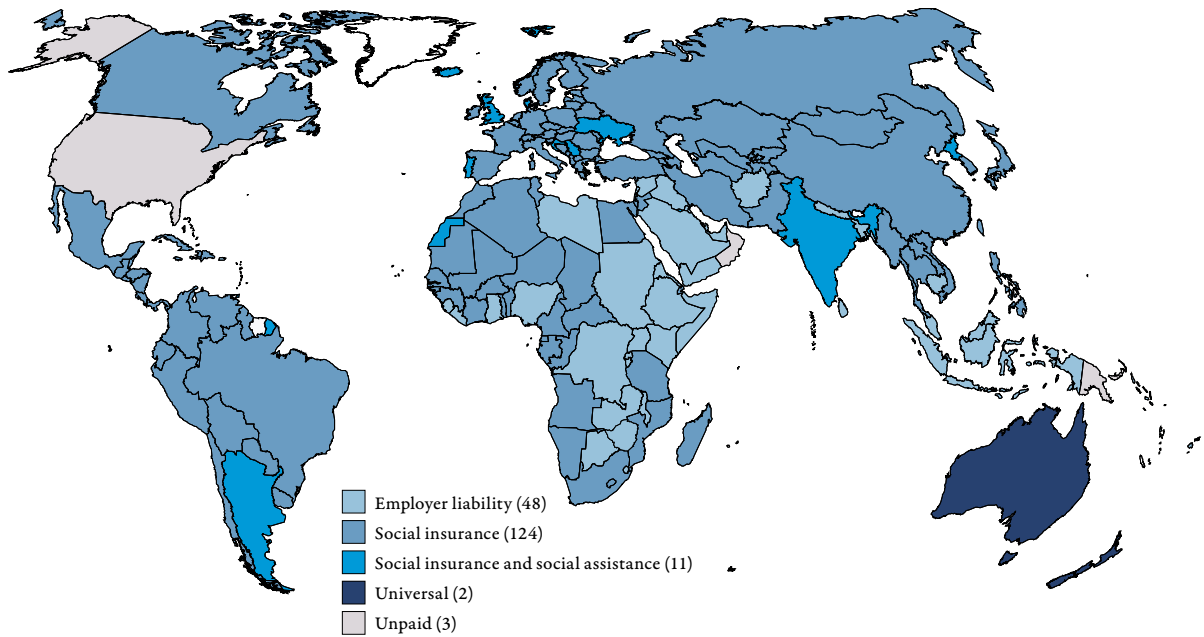 Employer liability (48)
Social insurance (124)
Social insurance and social assistance (11)
Universal (2)
Unpaid (3)